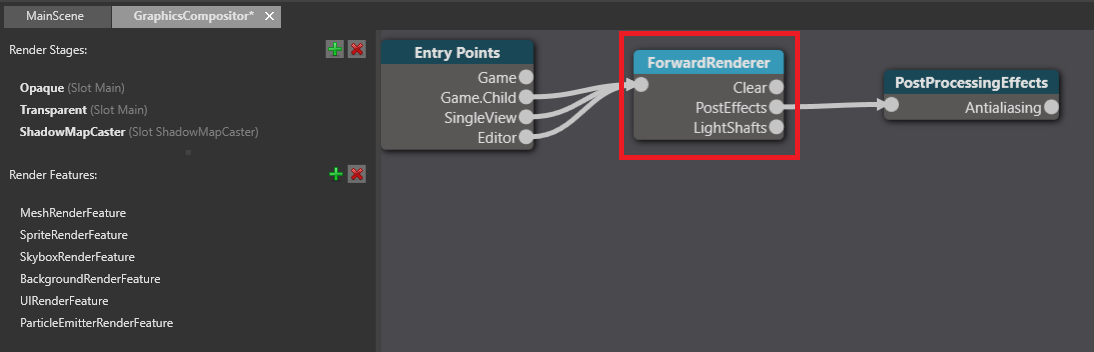 MainScene
GraphicsCompositor*
Render Stages:
Opaque (Slot Main)
Transparent (Slot Main)
ShadowMapCaster (Slot ShadowMapCaster)
Render Features:
MeshRenderFeature
SpriteRenderFeature
SkyboxRenderFeature
BackgroundRenderFeature
UIRenderFeature
ParticleEmitterRenderFeature
Entry Points
Game
Game.Child
SingleView
Editor
ForwardRenderer
Clear
PostEffects
LightShafts
PostProcessingEffects
Antialiasing